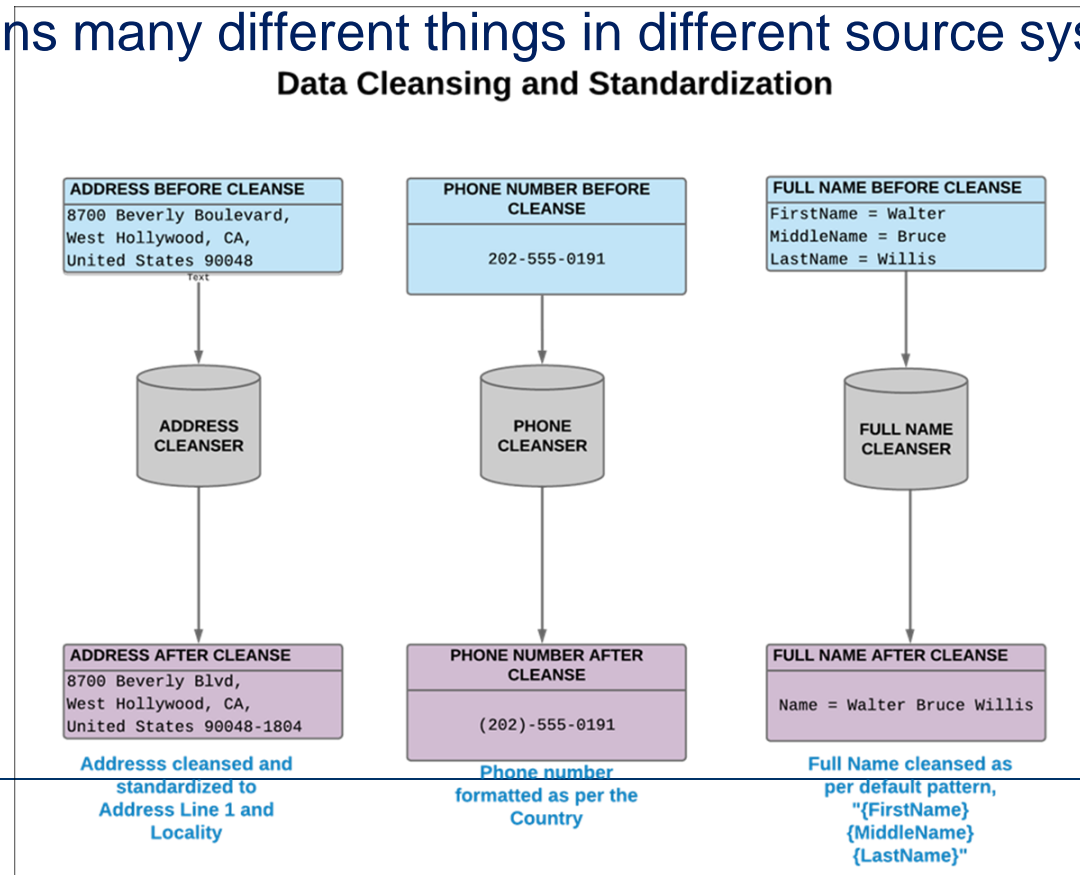 ns many different things in different source sys
Data Cleansing and Standardization
ADDRESS BEFORE CLEANSE
8700 Beverly Boulevard,
West Hollywood, CA,
United States 90048
Text
PHONE NUMBER BEFORE
CLEANSE
202-555-0191
FULL NAME BEFORE CLEANSE
FirstName = Walter
MiddleName = Bruce
LastName = Willis
ADDRESS
CLEANSER
PHONE
CLEANSER
FULL NAME
CLEANSER
ADDRESS AFTER CLEANSE
8700 Beverly Blvd,
West Hollywood, CA,
United States 90048-1804
PHONE NUMBER AFTER
CLEANSE
(202)-555-0191
FULL NAME AFTER CLEANSE
Name = Walter Bruce Willis
Addresss cleansed and
standardized to
Address Line 1 and
Locality
Phone number
formatted as per the
Country
Full Name cleansed as
per default pattern,
"{FirstName}
{MiddleName}
{LastName}"